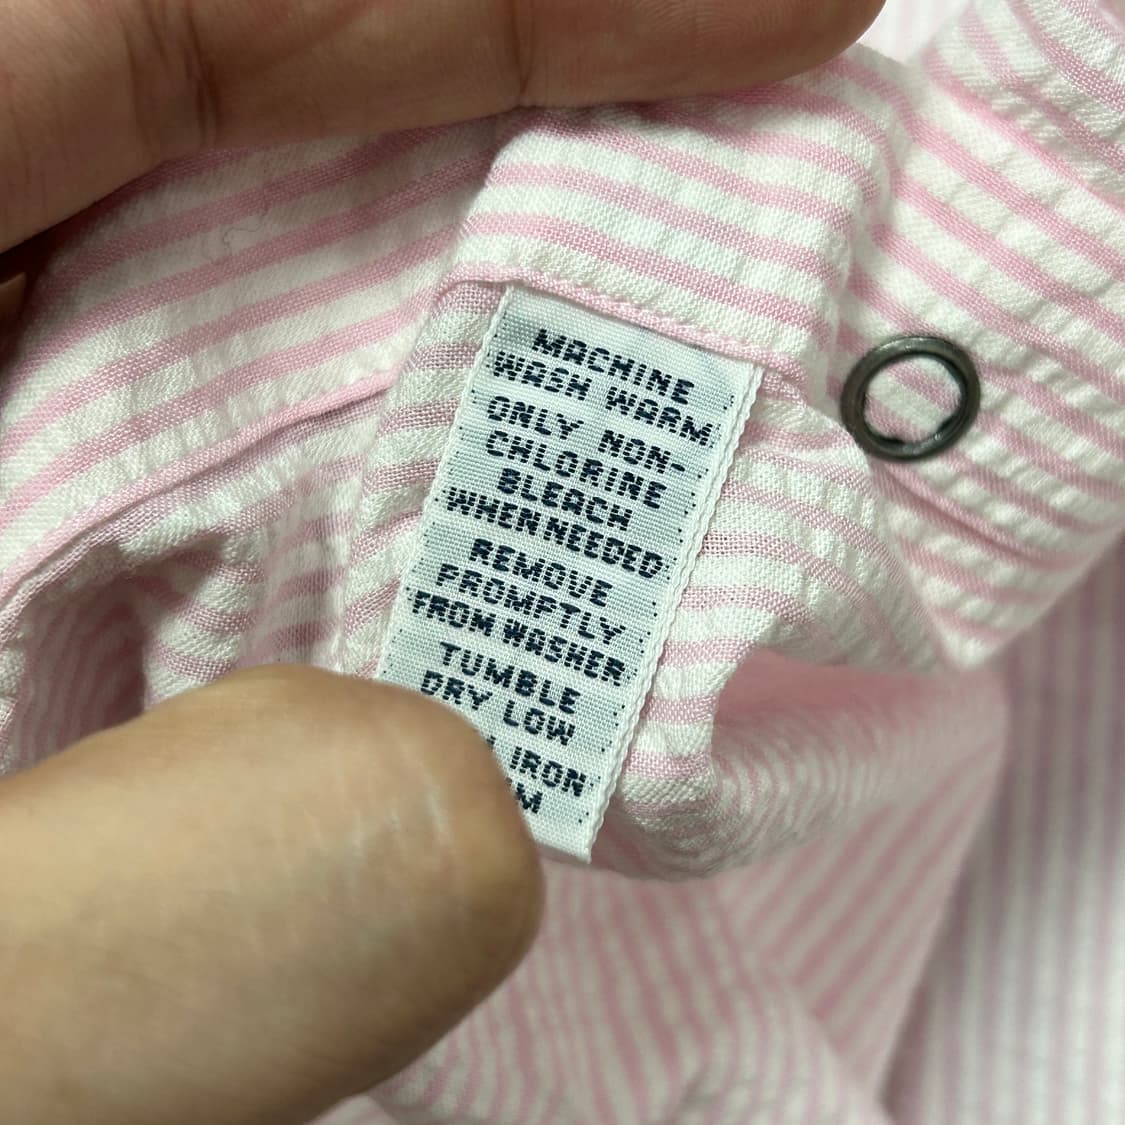 MACHINE
WASH WARM
ONLY NON-
CHLORINE
BLEACH
WHEN NEEDED
REMOVE
PROMPTLY
FROM WASHER
TUMBLE
DRY LOW
IRON